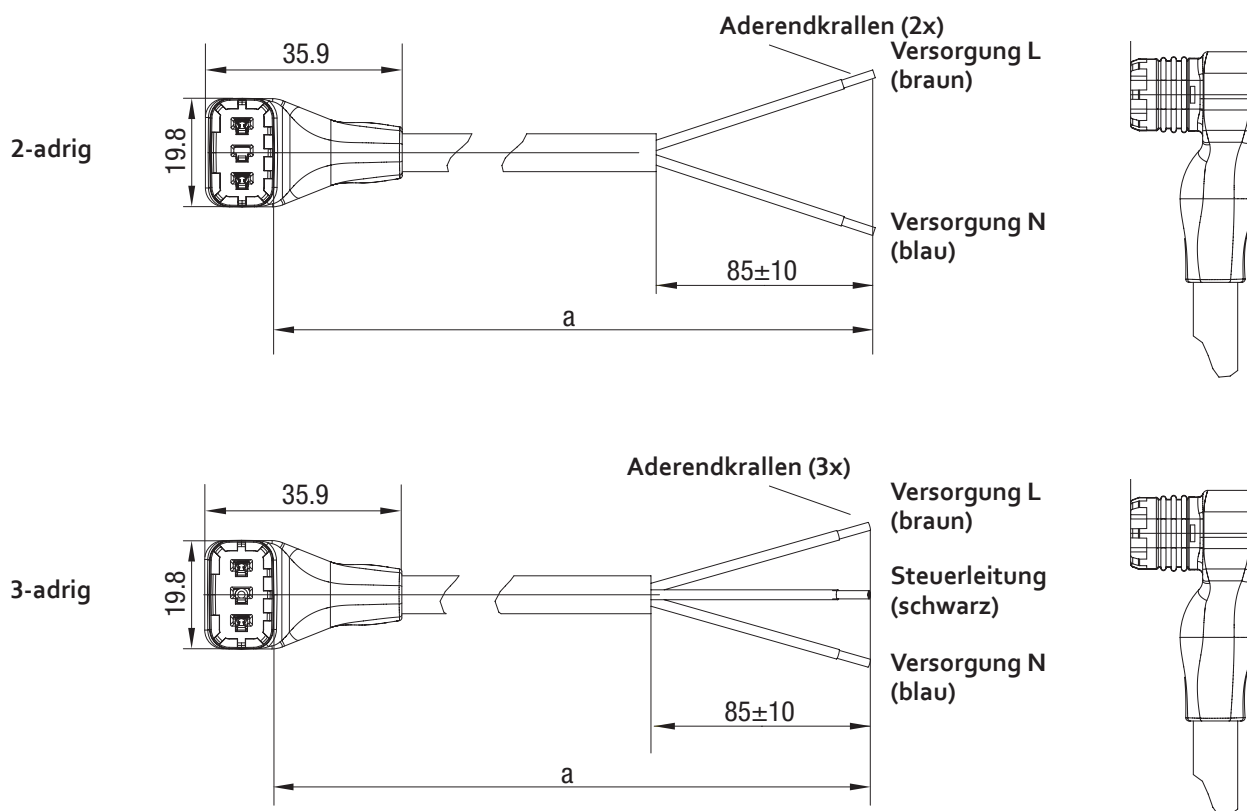 Aderendkrallen (2x)
35.9
Versorgung L
(braun)
2-adrig
19.8
Versorgung N
(blau)
85±10
a
Aderendkrallen (3x)
35.9
Versorgung L
(braun)
3-adrig
19.8
Steuerleitung
(schwarz)
Versorgung N
(blau)
85±10
a